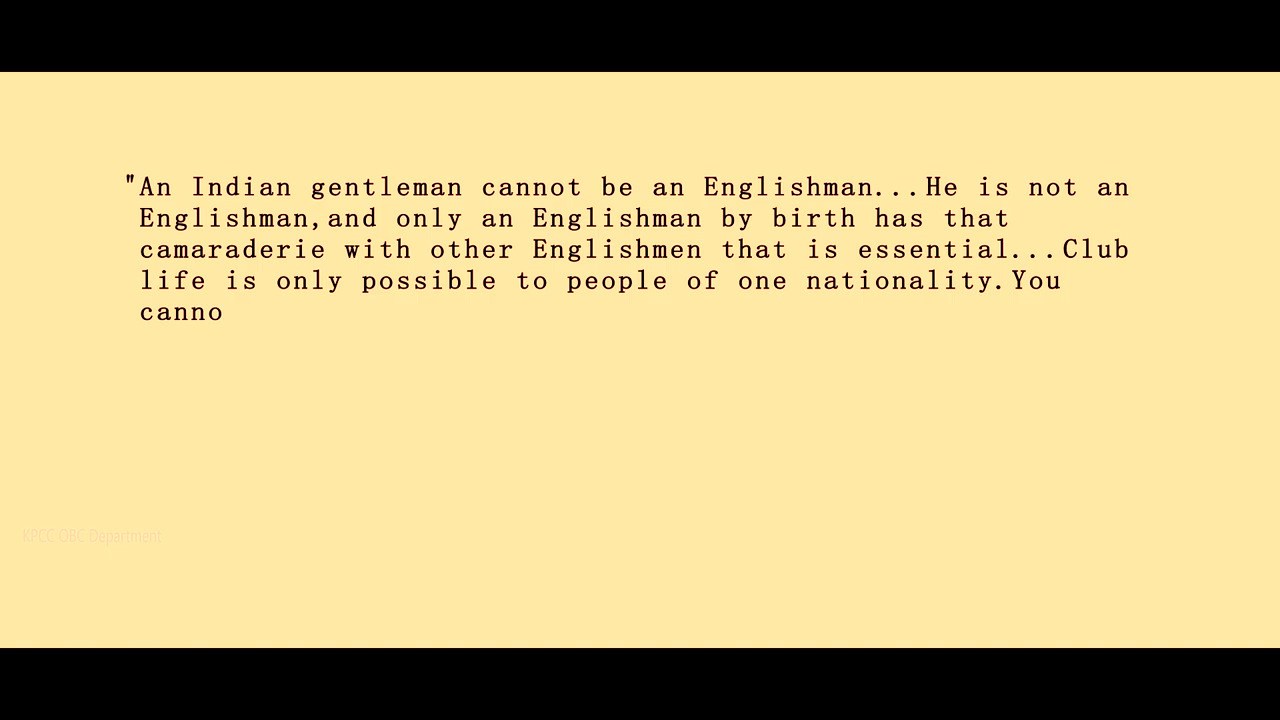 "An Indian gentleman cannot be an Englishman...He is not an
Englishman,and only an Englishman by birth has that
camaraderie with other Englishmen that is essential...Club
life is only possible to people of one nationality.You
canno
KPCC OBC Department